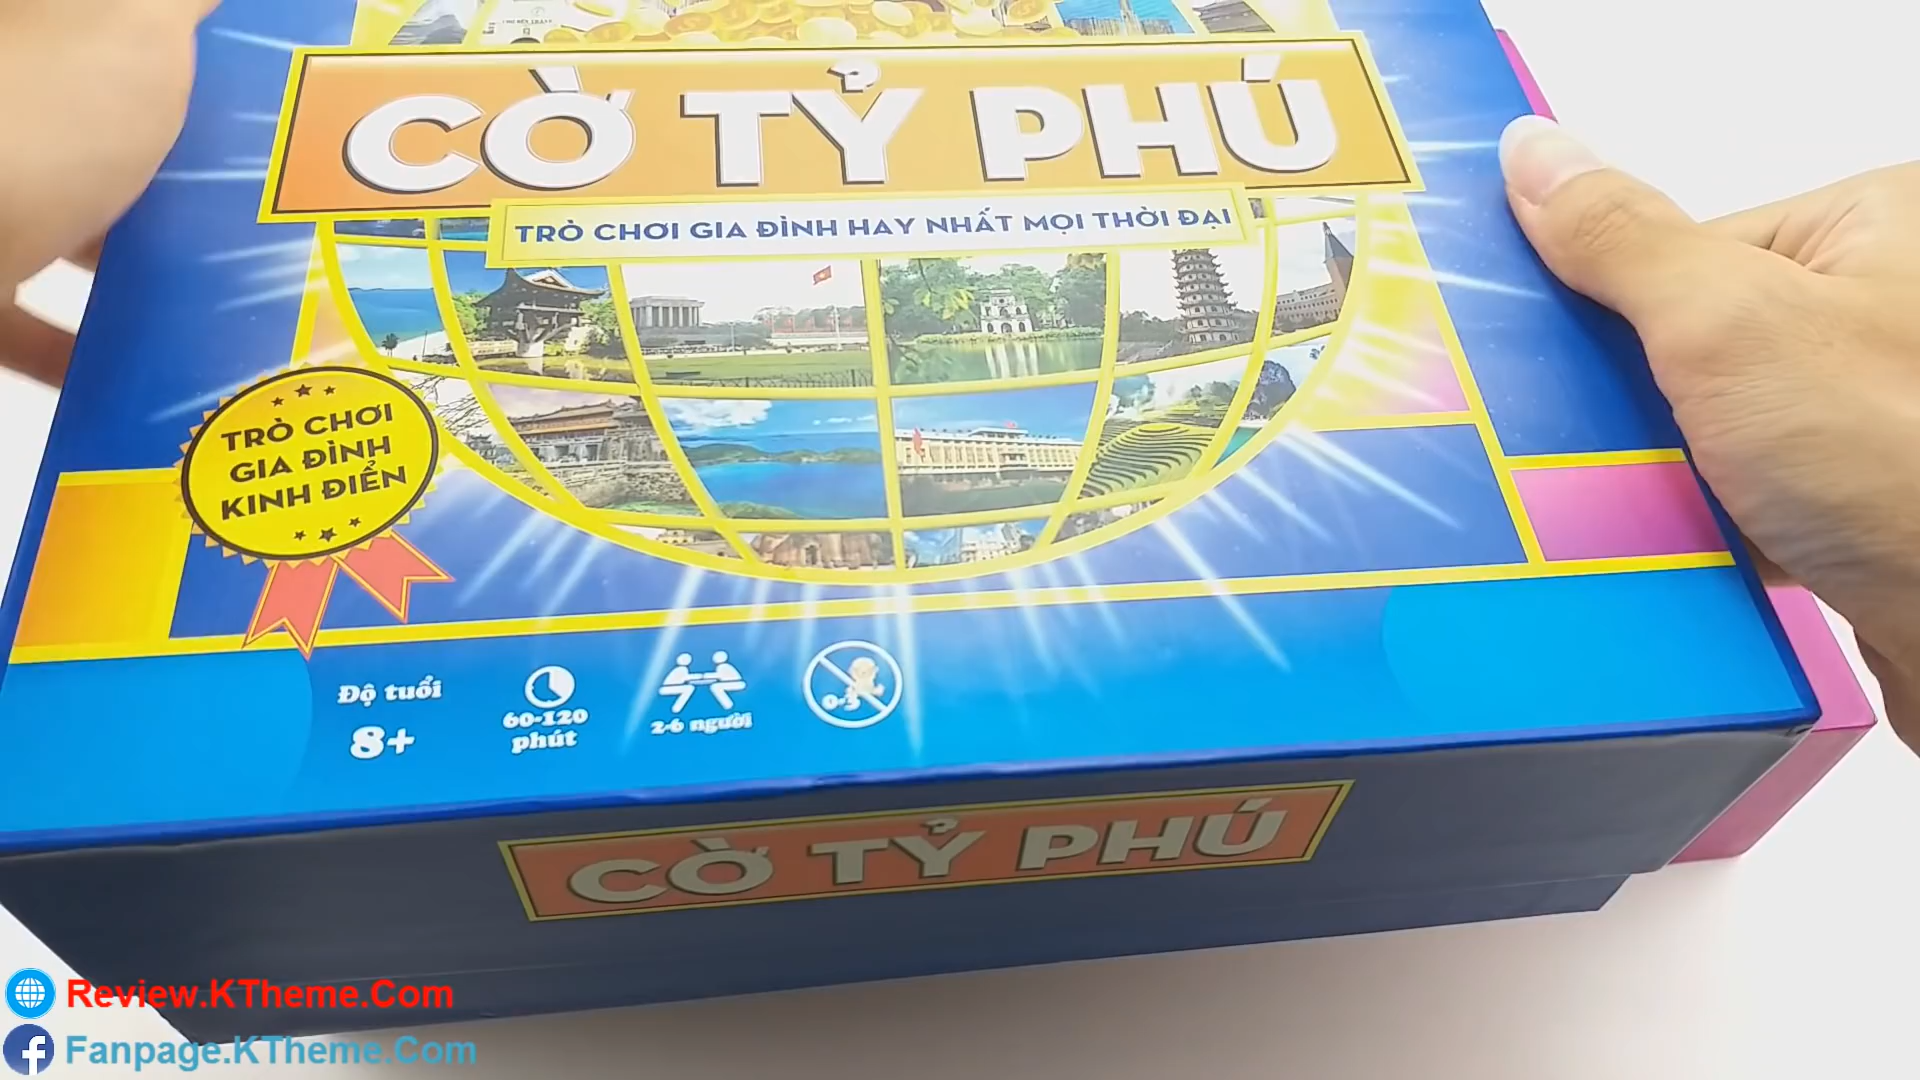 CỜ TỶ PHÚ
TRÒ CHƠI GIA ĐÌNH HAY NHẤT MỌI THỜI ĐẠI
TRÒ CHƠI
GIA ĐÌNH
KINH ĐIỂN
Độ tuổi
8+
60-120
phút
2-6 người
0-3
CỜ TỶ PHÚ
Review.KTheme.Com
Fanpage.KTheme.Com